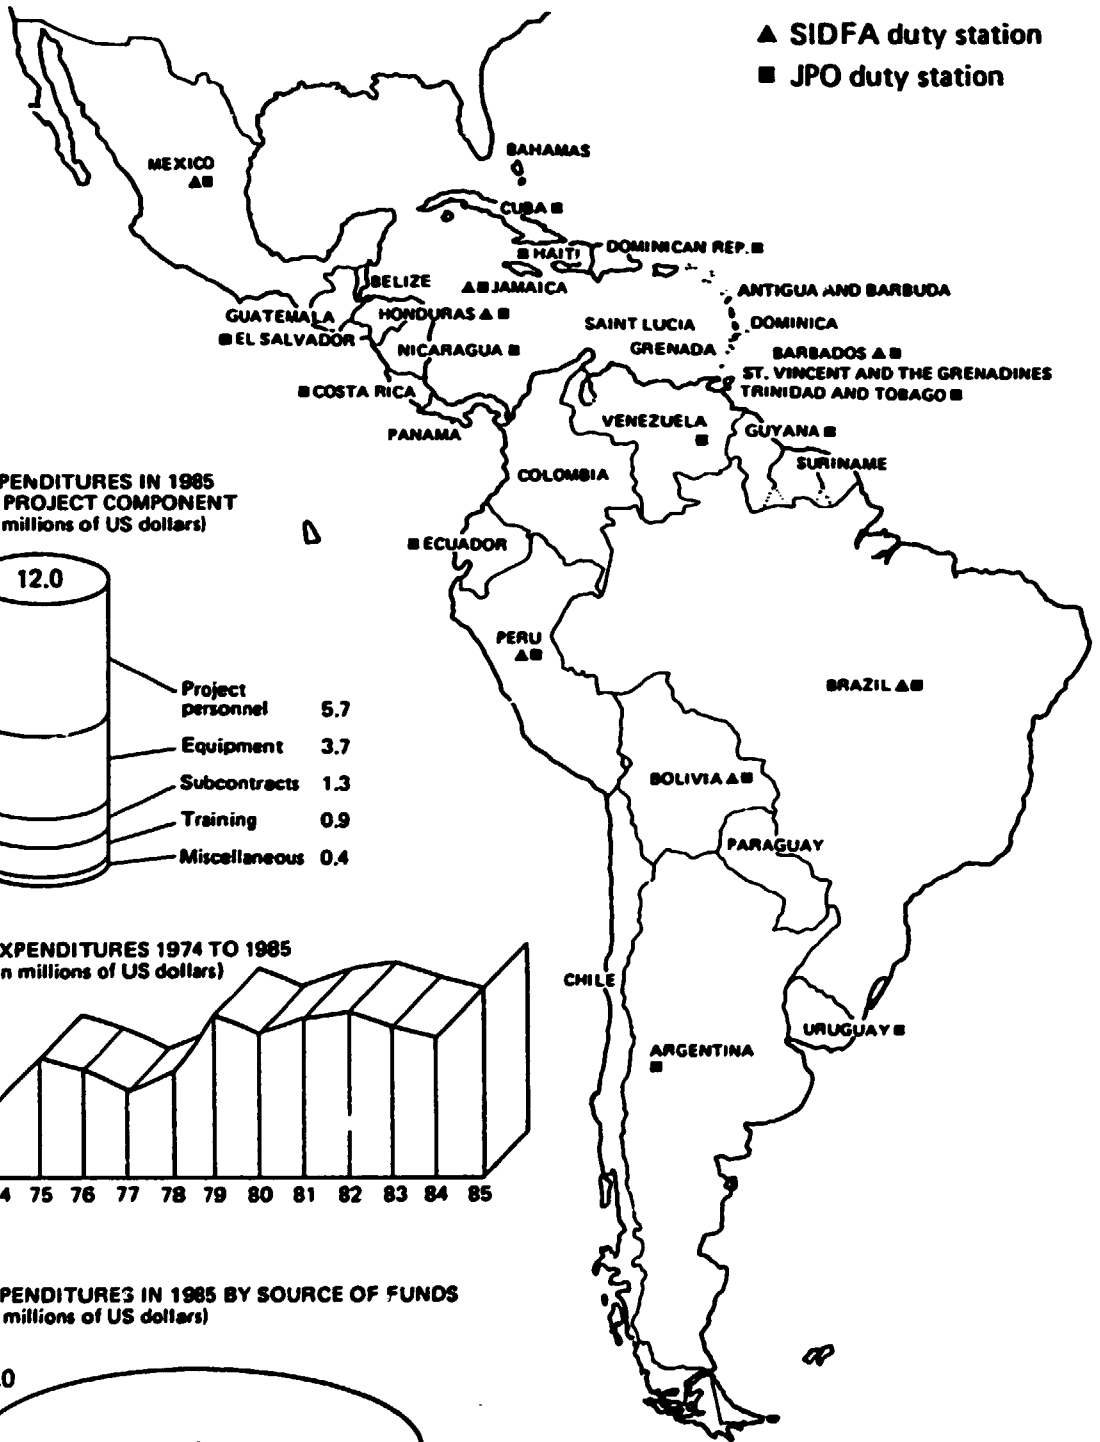 ▲ SIDFA duty station
■ JPO duty station
BAHAMAS
MEXICO
▲■
CUBA ■
■ HAITI
DOMINICAN REP. ■
BELIZE
▲■ JAMAICA
ANTIGUA AND BARBUDA
GUATEMALA
HONDURAS ▲ ■
SAINT LUCIA
DOMINICA
■ EL SALVADOR
NICARAGUA ■
GRENADA
BARBADOS ▲ ■
ST. VINCENT AND THE GRENADINES
■ COSTA RICA
TRINIDAD AND TOBAGO ■
PANAMA
VENEZUELA
■
GUYANA ■
SURINAME
COLOMBIA
■ ECUADOR
PERU
▲■
BRAZIL ▲■
BOLIVIA ▲■
PARAGUAY
CHILE
URUGUAY ■
ARGENTINA
■
PENDITURES IN 1985
PROJECT COMPONENT
millions of US dollars)
12.0
Project
personnel 5.7
Equipment 3.7
Subcontracts 1.3
Training 0.9
Miscellaneous 0.4
XPENDITURES 1974 TO 1985
n millions of US dollars)
4 75 76 77 78 79 80 81 82 83 84 85
PENDITURES IN 1985 BY SOURCE OF FUNDS
millions of US dollars)
.0